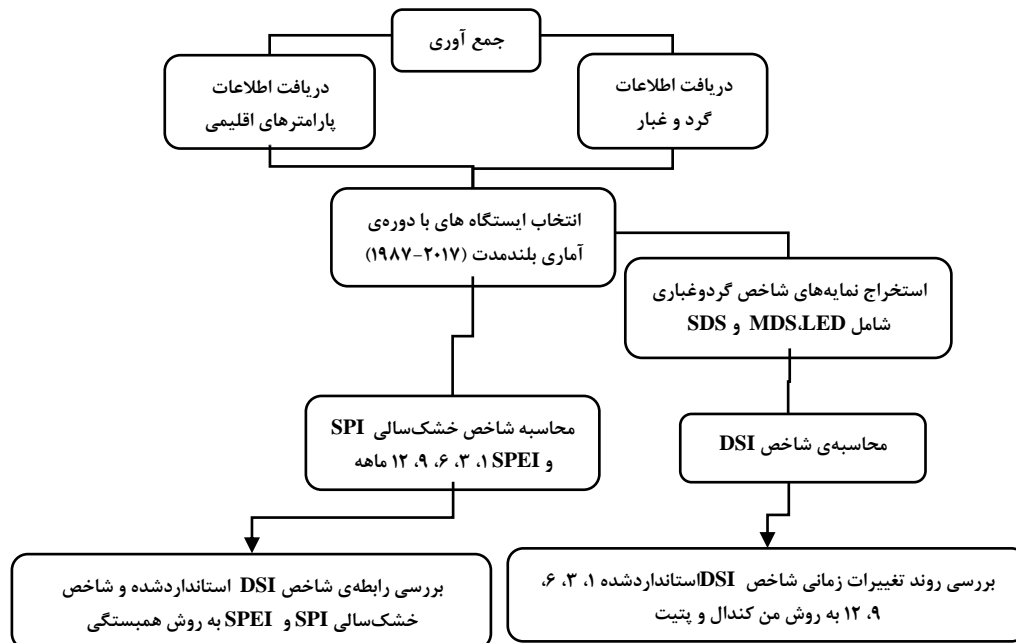 جمع آوری
دریافت اطلاعات
گرد و غبار
دریافت اطلاعات
پارامترهای اقلیمی
انتخاب ایستگاه های با دوره‌ی
آماری بلندمدت (۲۰۱۷-۱۹۸۷)
استخراج نمایه‌های شاخص گردوغباری
شامل MDS،LED و SDS
محاسبه شاخص خشک‌سالی SPI
و SPEI ۱، ۳، ۶، ۹، ۱۲ ماهه
محاسبه‌ی شاخص DSI
بررسی روند تغییرات زمانی شاخص DSIاستانداردشده ۱، ۳، ۶،
۹، ۱۲ به روش من کندال و پتیت
بررسی رابطه‌ی شاخص DSI استانداردشده و شاخص
خشک‌سالی SPI و SPEI به روش همبستگی